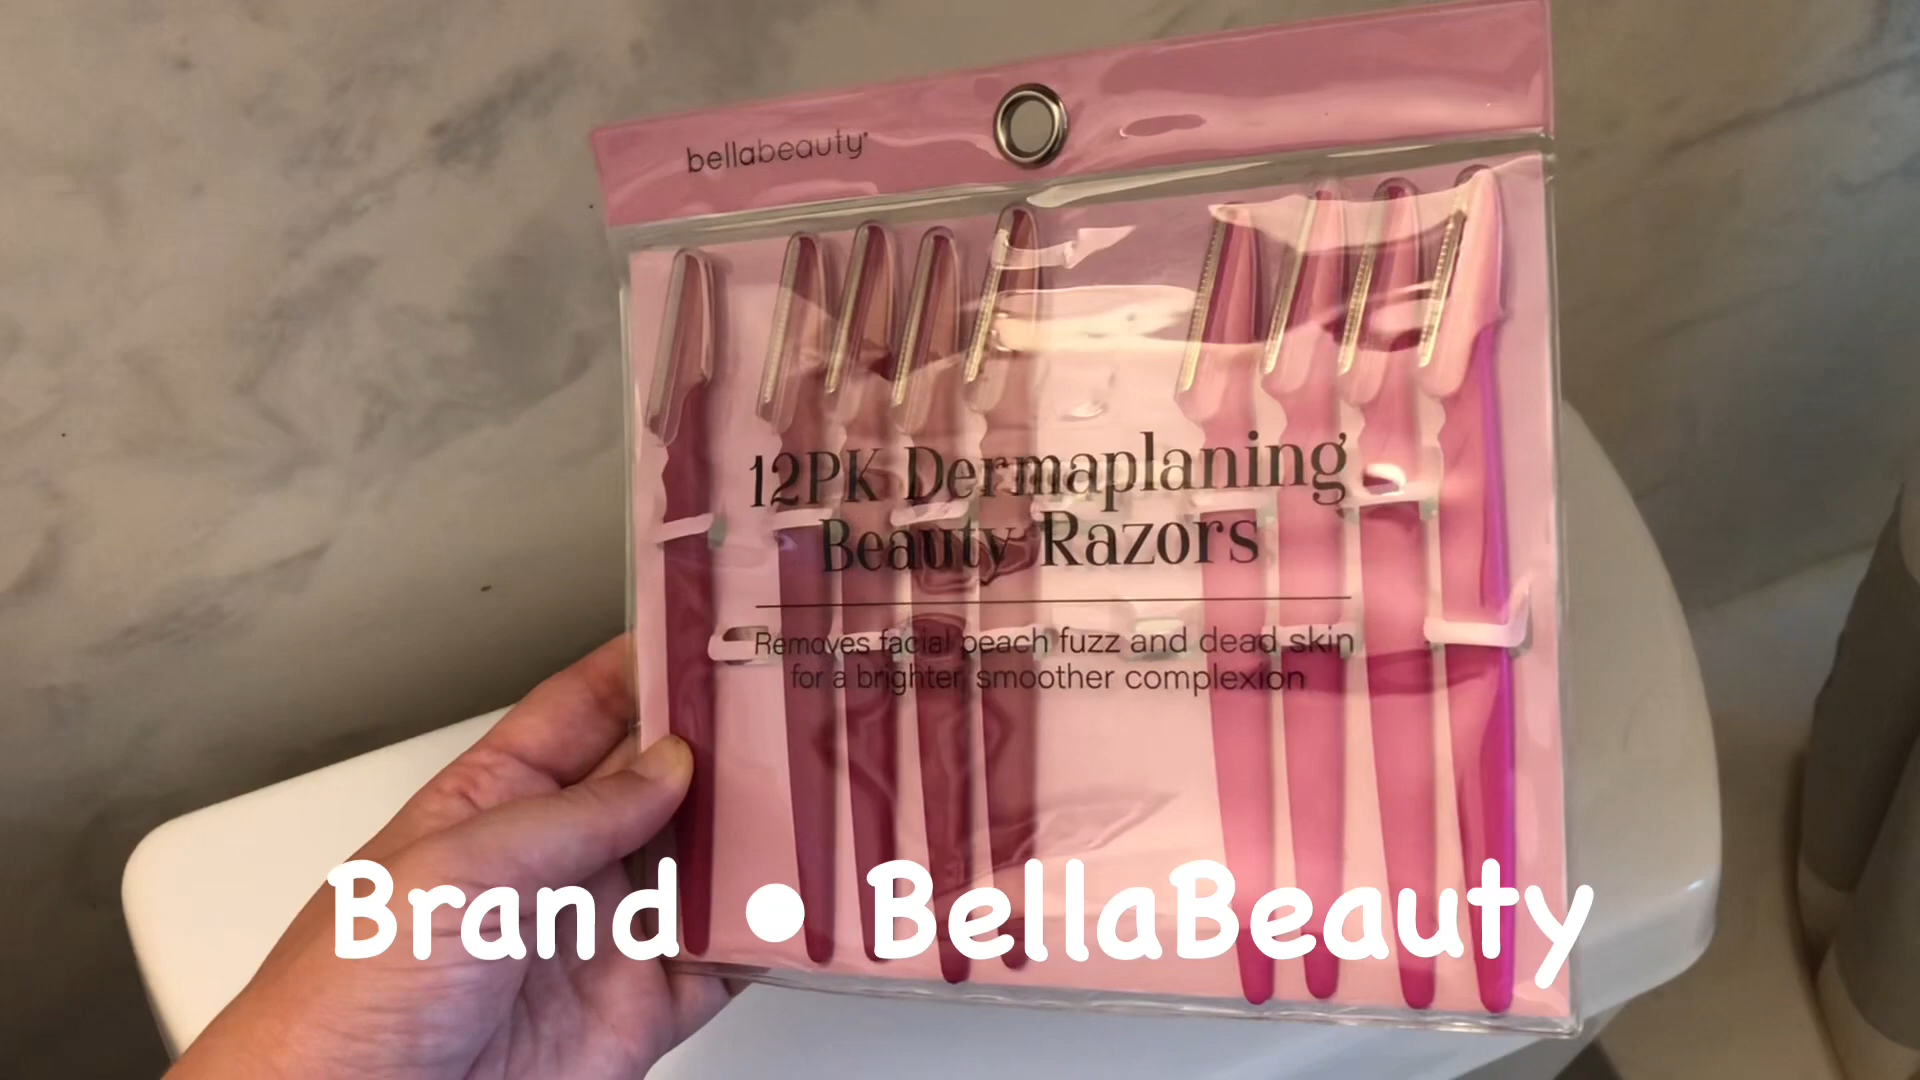 bellabeauty
12PK Dermaplaning
Beauty Razors
Removes facial peach fuzz and dead skin
for a brighter, smoother complexion
Brand • BellaBeauty